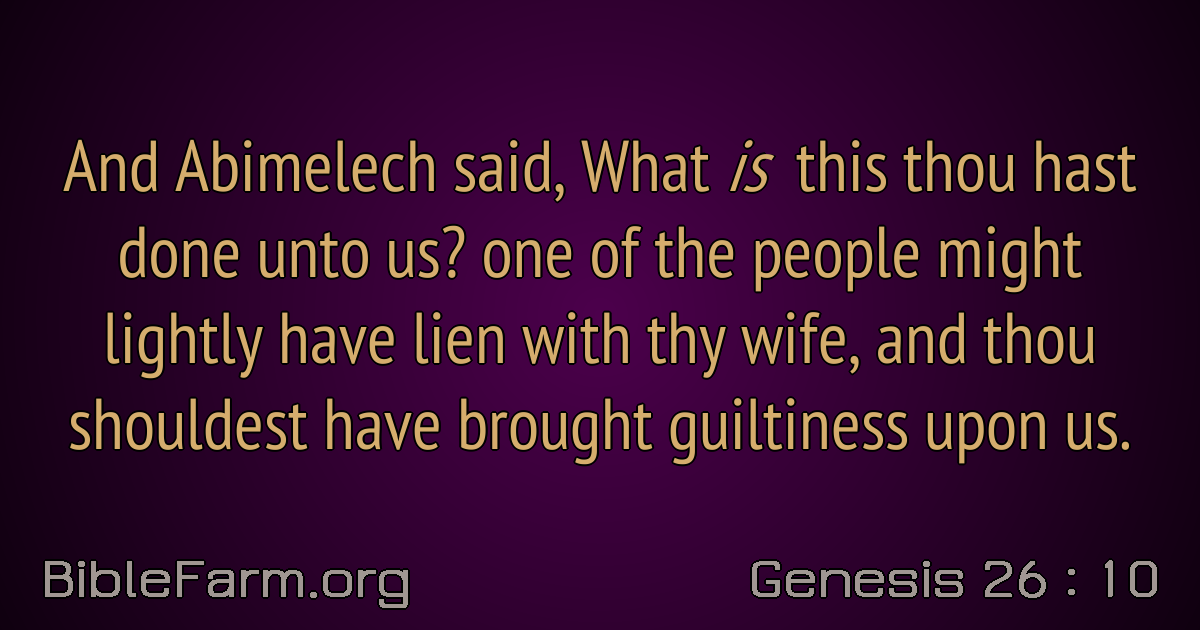 And Abimelech said, What is this thou hast
done unto us? one of the people might
lightly have lien with thy wife, and thou
shouldest have brought guiltiness upon us.
BibleFarm.org
Genesis 26 : 10